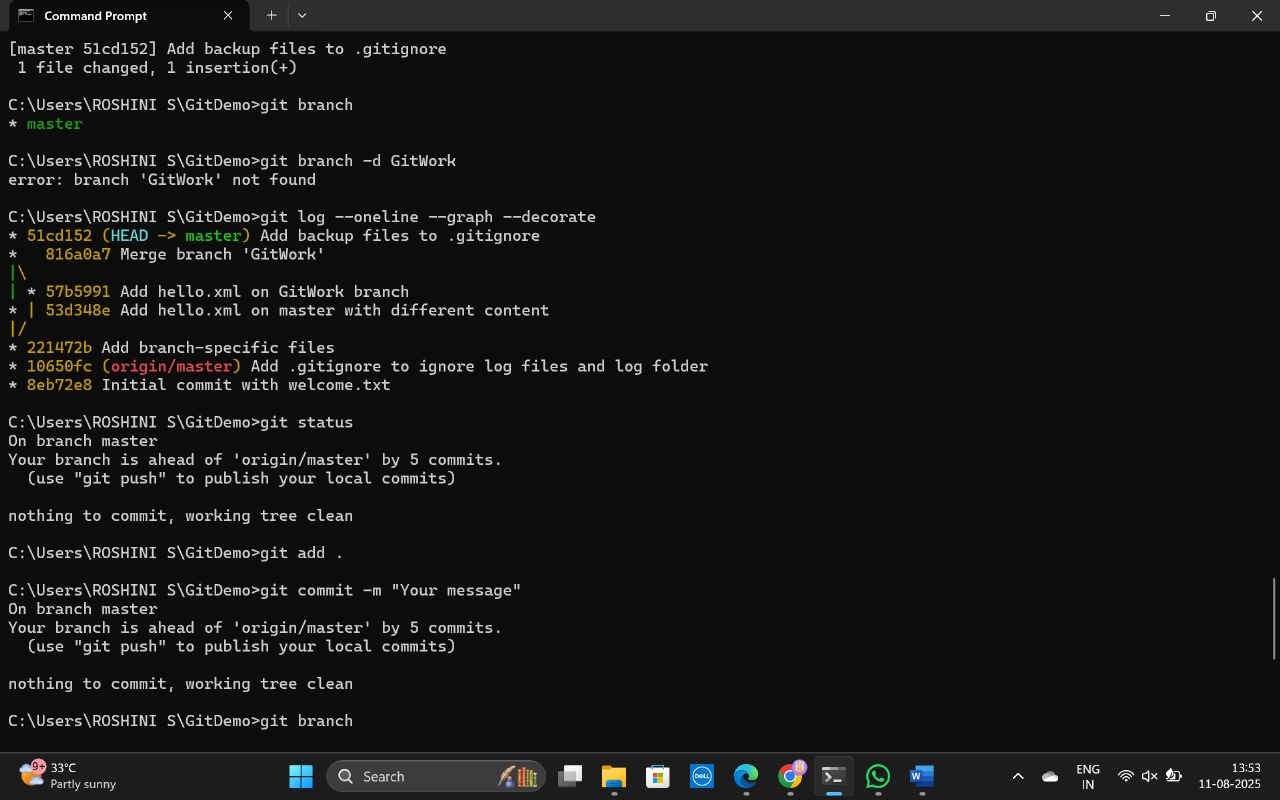 Command Prompt
[master 51cd152] Add backup files to .gitignore
 1 file changed, 1 insertion(+)
C:\Users\ROSHINI S\GitDemo>git branch
* master
C:\Users\ROSHINI S\GitDemo>git branch -d GitWork
error: branch 'GitWork' not found
C:\Users\ROSHINI S\GitDemo>git log --oneline --graph --decorate
* 51cd152 (HEAD -> master) Add backup files to .gitignore
*   816a0a7 Merge branch 'GitWork'
|\
| * 57b5991 Add hello.xml on GitWork branch
* | 53d348e Add hello.xml on master with different content
|/
* 221472b Add branch-specific files
* 10650fc (origin/master) Add .gitignore to ignore log files and log folder
* 8eb72e8 Initial commit with welcome.txt
C:\Users\ROSHINI S\GitDemo>git status
On branch master
Your branch is ahead of 'origin/master' by 5 commits.
  (use "git push" to publish your local commits)
nothing to commit, working tree clean
C:\Users\ROSHINI S\GitDemo>git add .
C:\Users\ROSHINI S\GitDemo>git commit -m "Your message"
On branch master
Your branch is ahead of 'origin/master' by 5 commits.
  (use "git push" to publish your local commits)
nothing to commit, working tree clean
C:\Users\ROSHINI S\GitDemo>git branch
9+
33°C
Partly sunny
Search
DELL
W
ENG
IN
13:53
11-08-2025